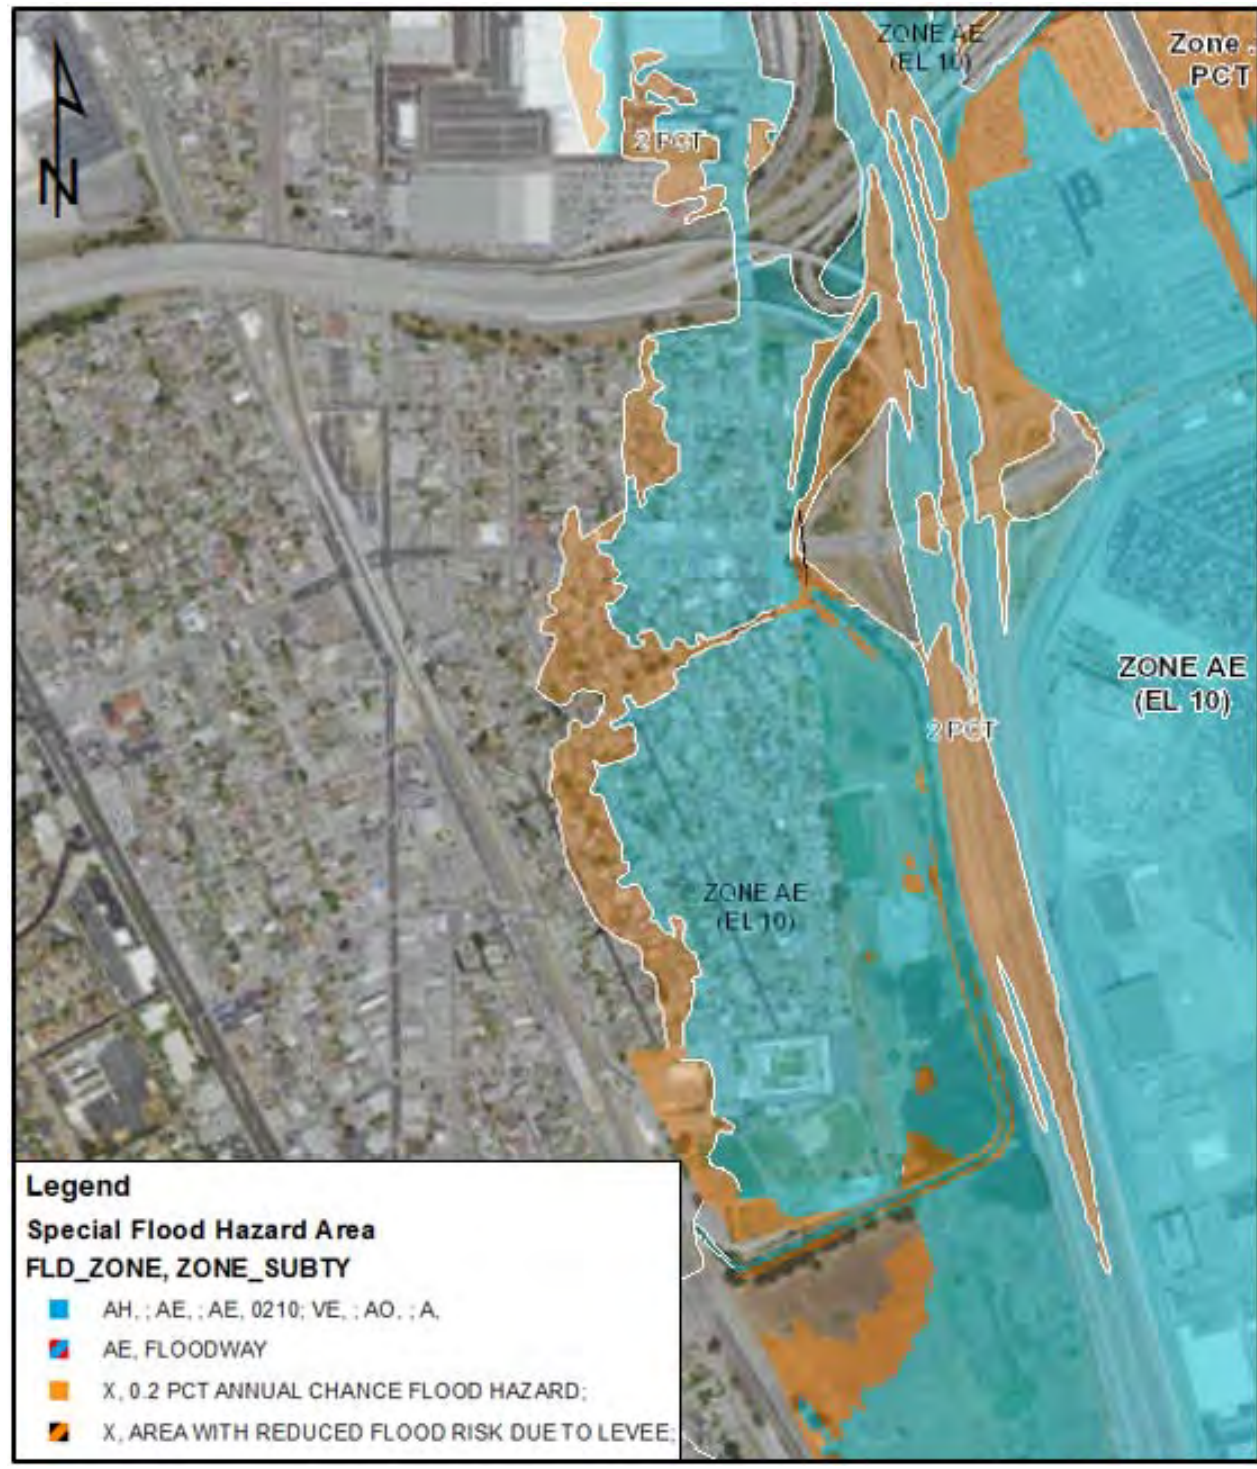 ZONE AE
(EL 10)
Zone
PCT
2 PCT
N
ZONE AE
(EL 10)
2 PCT
ZONE AE
(EL 10)
Legend
Special Flood Hazard Area
FLD_ZONE, ZONE_SUBTY
AH, ; AE, ; AE, 0210; VE, ; AO, ; A,
AE, FLOODWAY
X, 0.2 PCT ANNUAL CHANCE FLOOD HAZARD;
X, AREA WITH REDUCED FLOOD RISK DUE TO LEVEE;